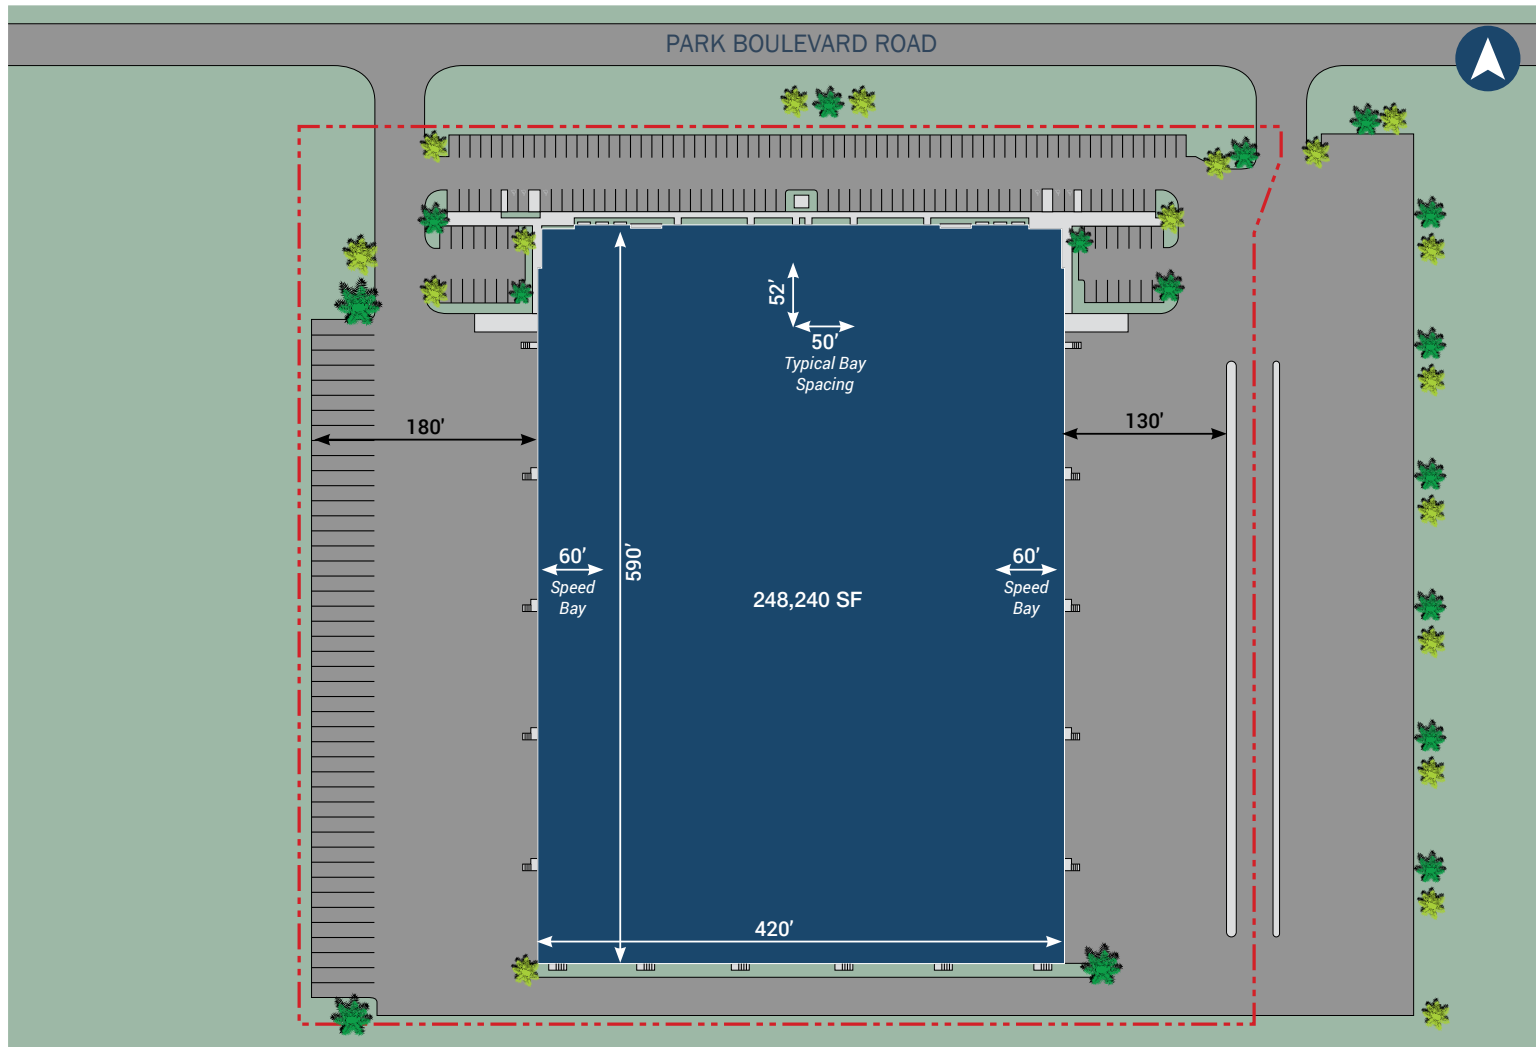 PARK BOULEVARD ROAD
52'
50'
Typical Bay
Spacing
180'
130'
60'
Speed
Bay
590'
60'
Speed
Bay
248,240 SF
420'